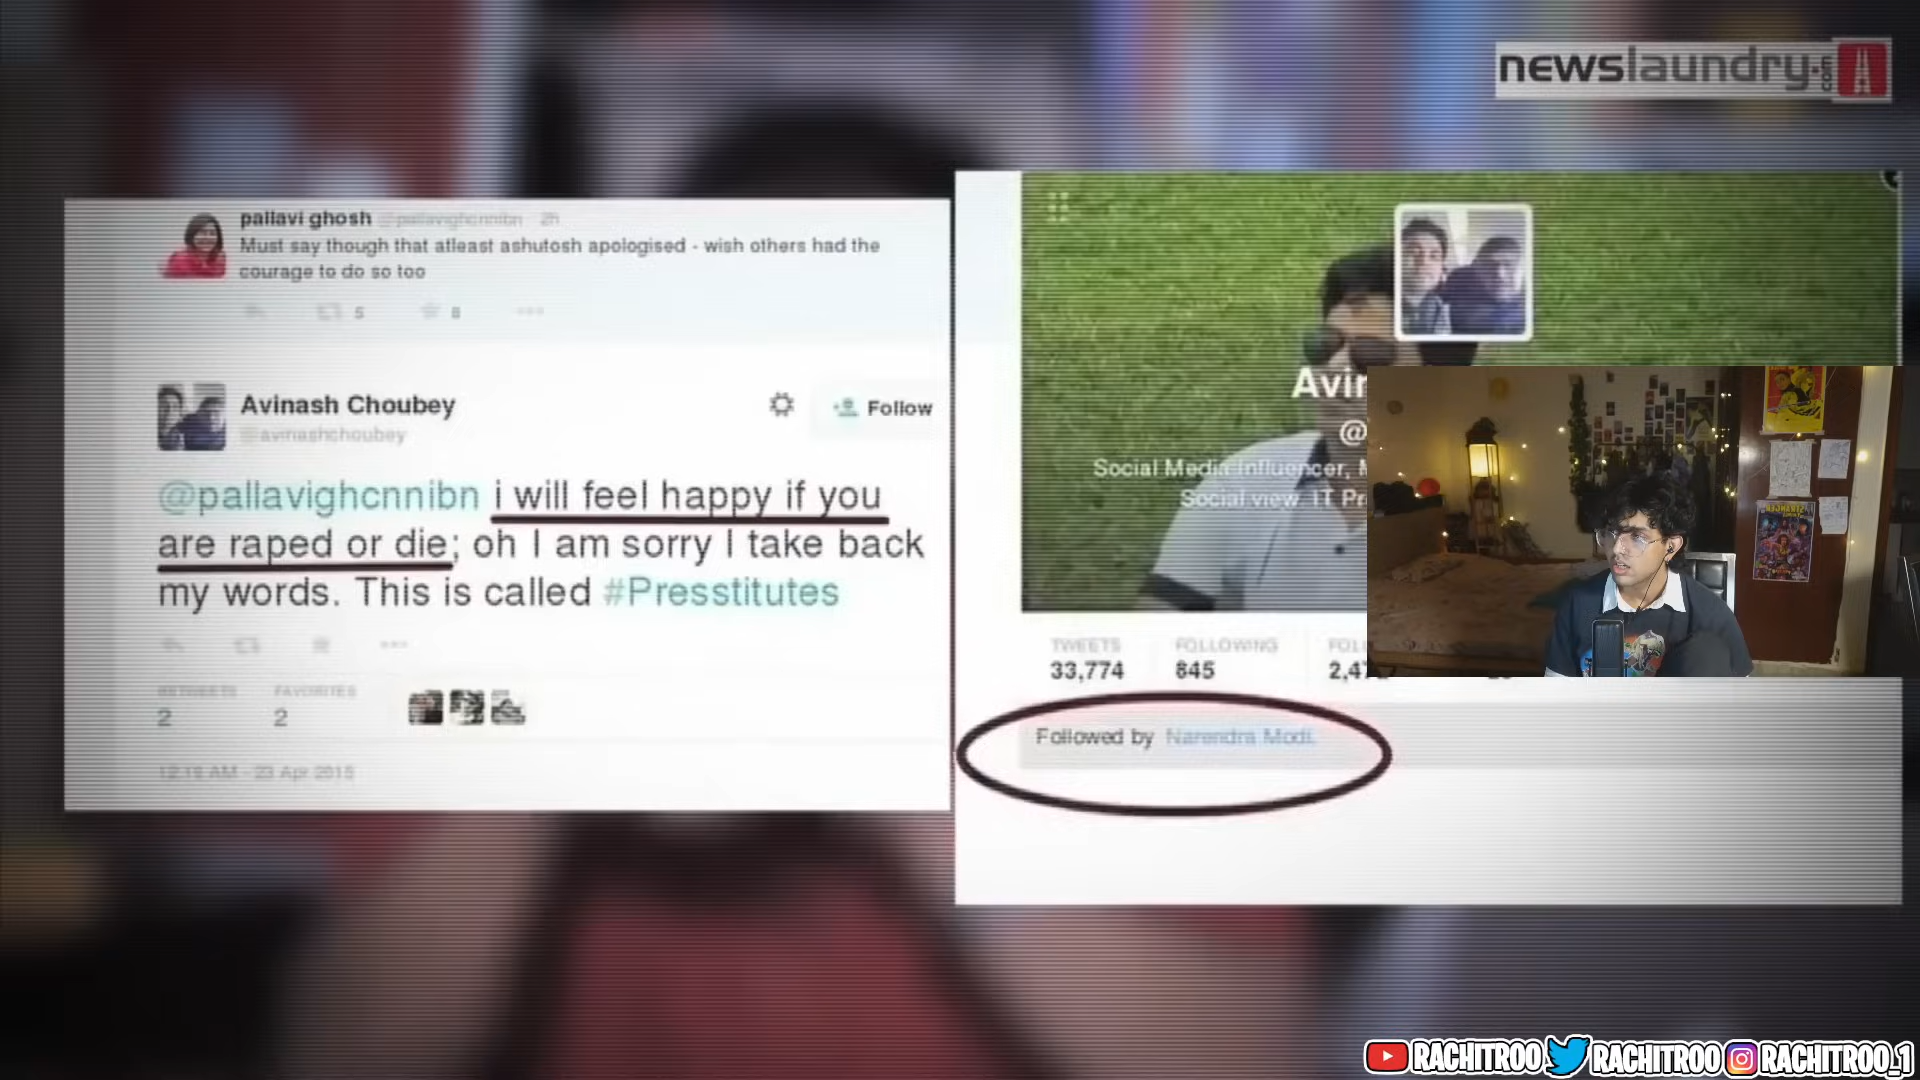 newslaundry.com
pallavi ghosh @pallavighcnnibn 2h
Must say though that atleast ashutosh apologised - wish others had the
courage to do so too
5 8
Avinash Choubey
@avinashchoubey
Follow
@pallavighcnnibn i will feel happy if you
are raped or die; oh I am sorry I take back
my words. This is called #Presstitutes
RETWEETS FAVORITES
2 2
12:19 AM - 23 Apr 2015
Avin
@
Social Media Influencer, M
Social view. IT Pr
TWEETS FOLLOWING FOLL
33,774 845 2,47
Followed by Narendra Modi.
RACHITROO RACHITROO RACHITROO_1